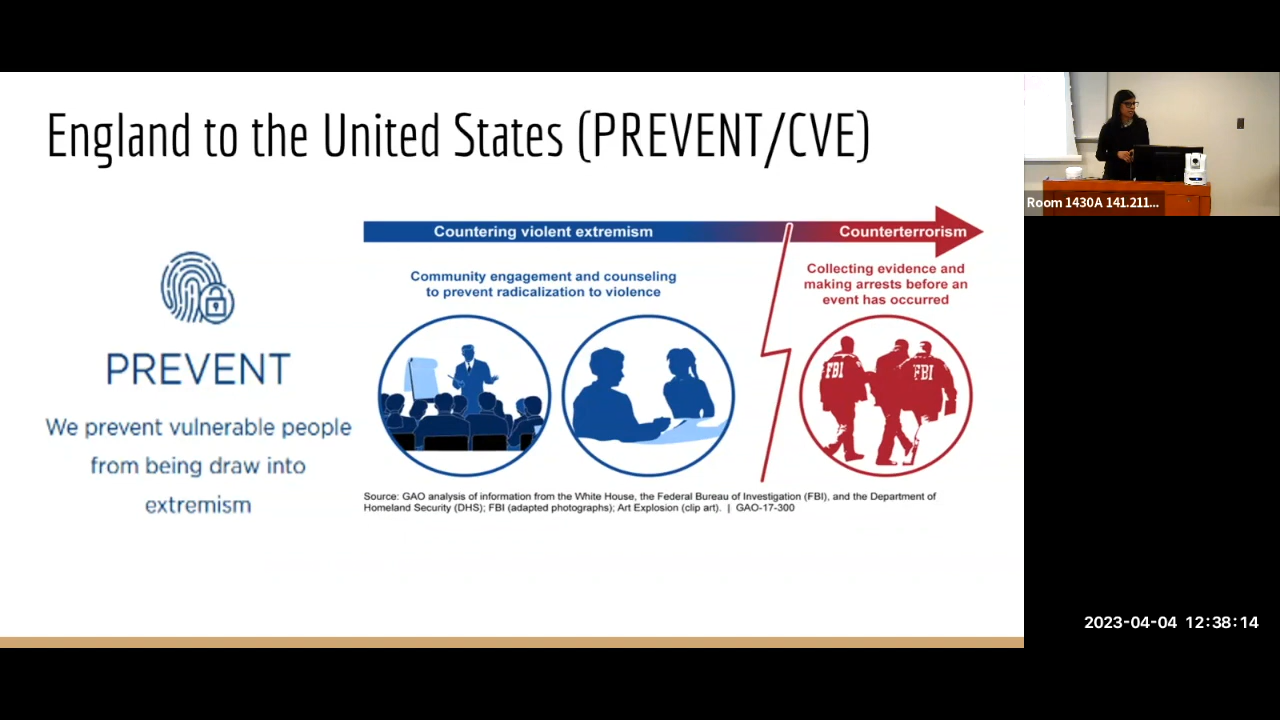 England to the United States (PREVENT/CVE)
PREVENT
We prevent vulnerable people
from being draw into
extremism
Countering violent extremism
Counterterrorism
Community engagement and counseling
to prevent radicalization to violence
Collecting evidence and
making arrests before an
event has occurred
FBI
FBI
Source: GAO analysis of information from the White House, the Federal Bureau of Investigation (FBI), and the Department of
Homeland Security (DHS); FBI (adapted photographs); Art Explosion (clip art). | GAO-17-300
Room 1430A 141.211...
2023-04-04 12:38:14